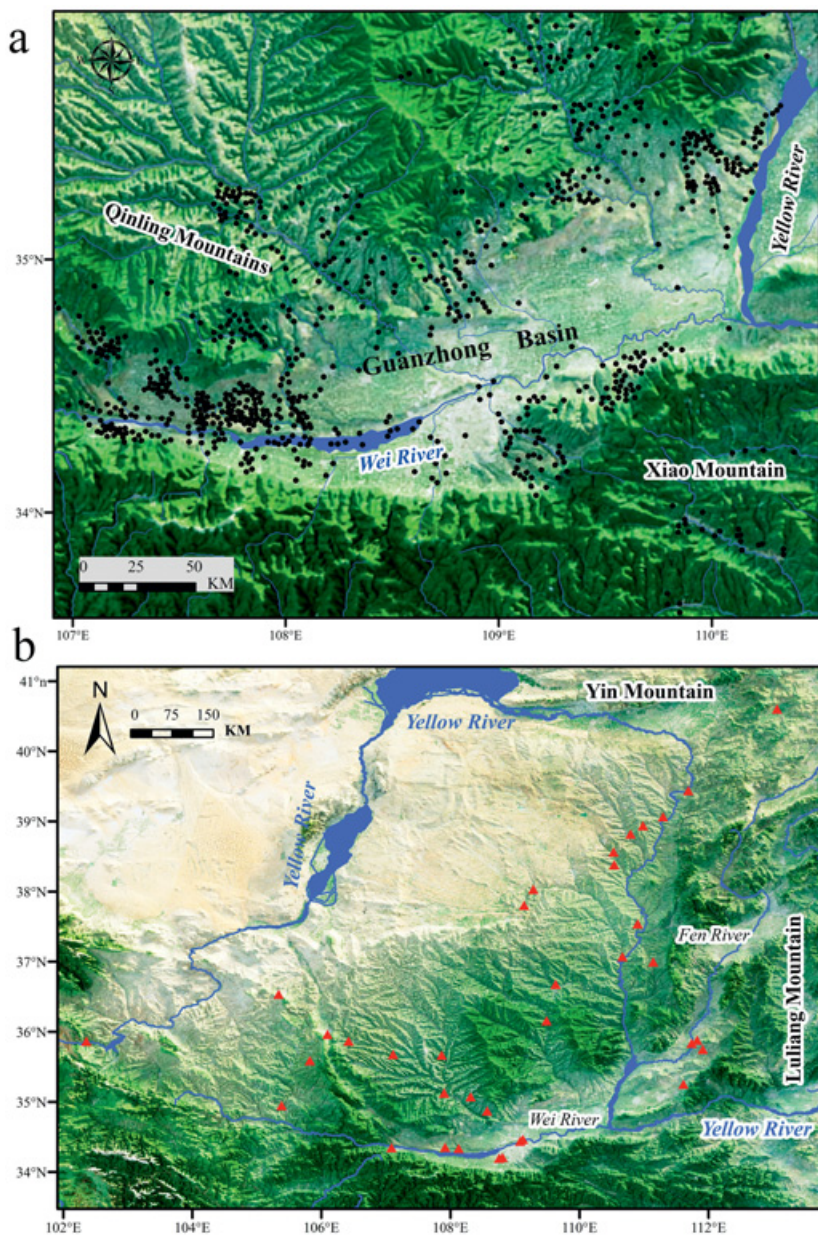 a
Qinling Mountains
Yellow River
35°N
Guanzhong Basin
Wei River
Xiao Mountain
34°N
0 25 50
KM
107°E 108°E 109°E 110°E
b
41°n
N
Yin Mountain
0 75 150
KM
Yellow River
40°N
Yellow River
39°N
38°N
Fen River
37°N
Luliang Mountain
36°N
35°N
Wei River
Yellow River
34°N
102°E 104°E 106°E 108°E 110°E 112°E